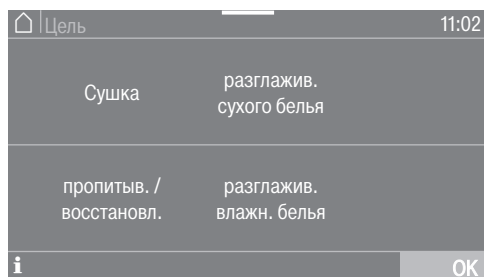 Цель 11:02
Сушка
разглажив.
сухого белья
пропитыв. /
восстановл.
разглажив.
влажн. белья
i OK